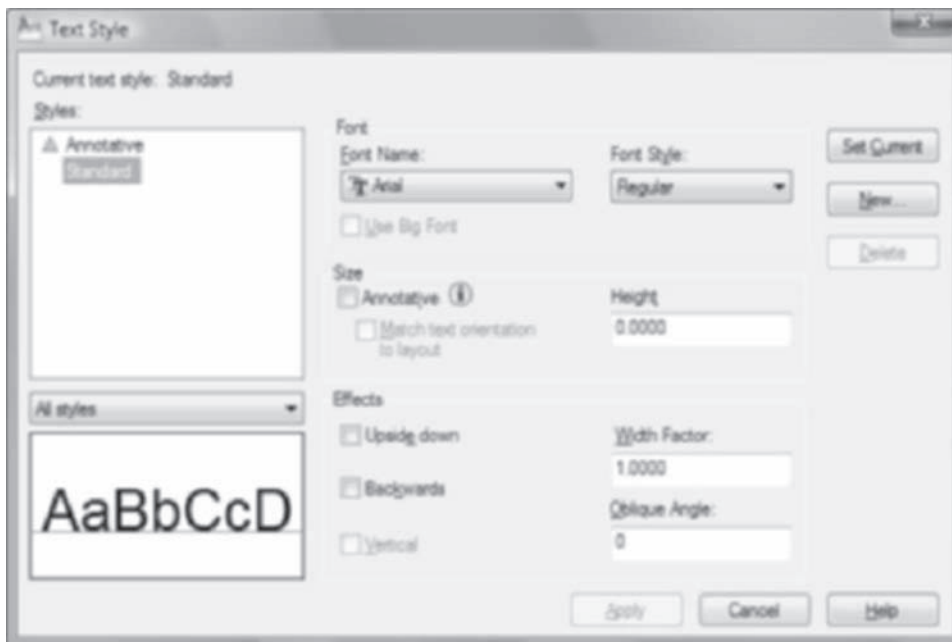 Text Style
Current text style: Standard
Styles:
Annotative
Standard
All styles
AaBbCcD
Font
Font Name:
Arial
Use Big Font
Font Style:
Regular
Size
Annotative
Match text orientation
to layout
Height
0.0000
Effects
Upside down
Backwards
Vertical
Width Factor:
1.0000
Oblique Angle:
0
Set Current
New...
Delete
Apply
Cancel
Help